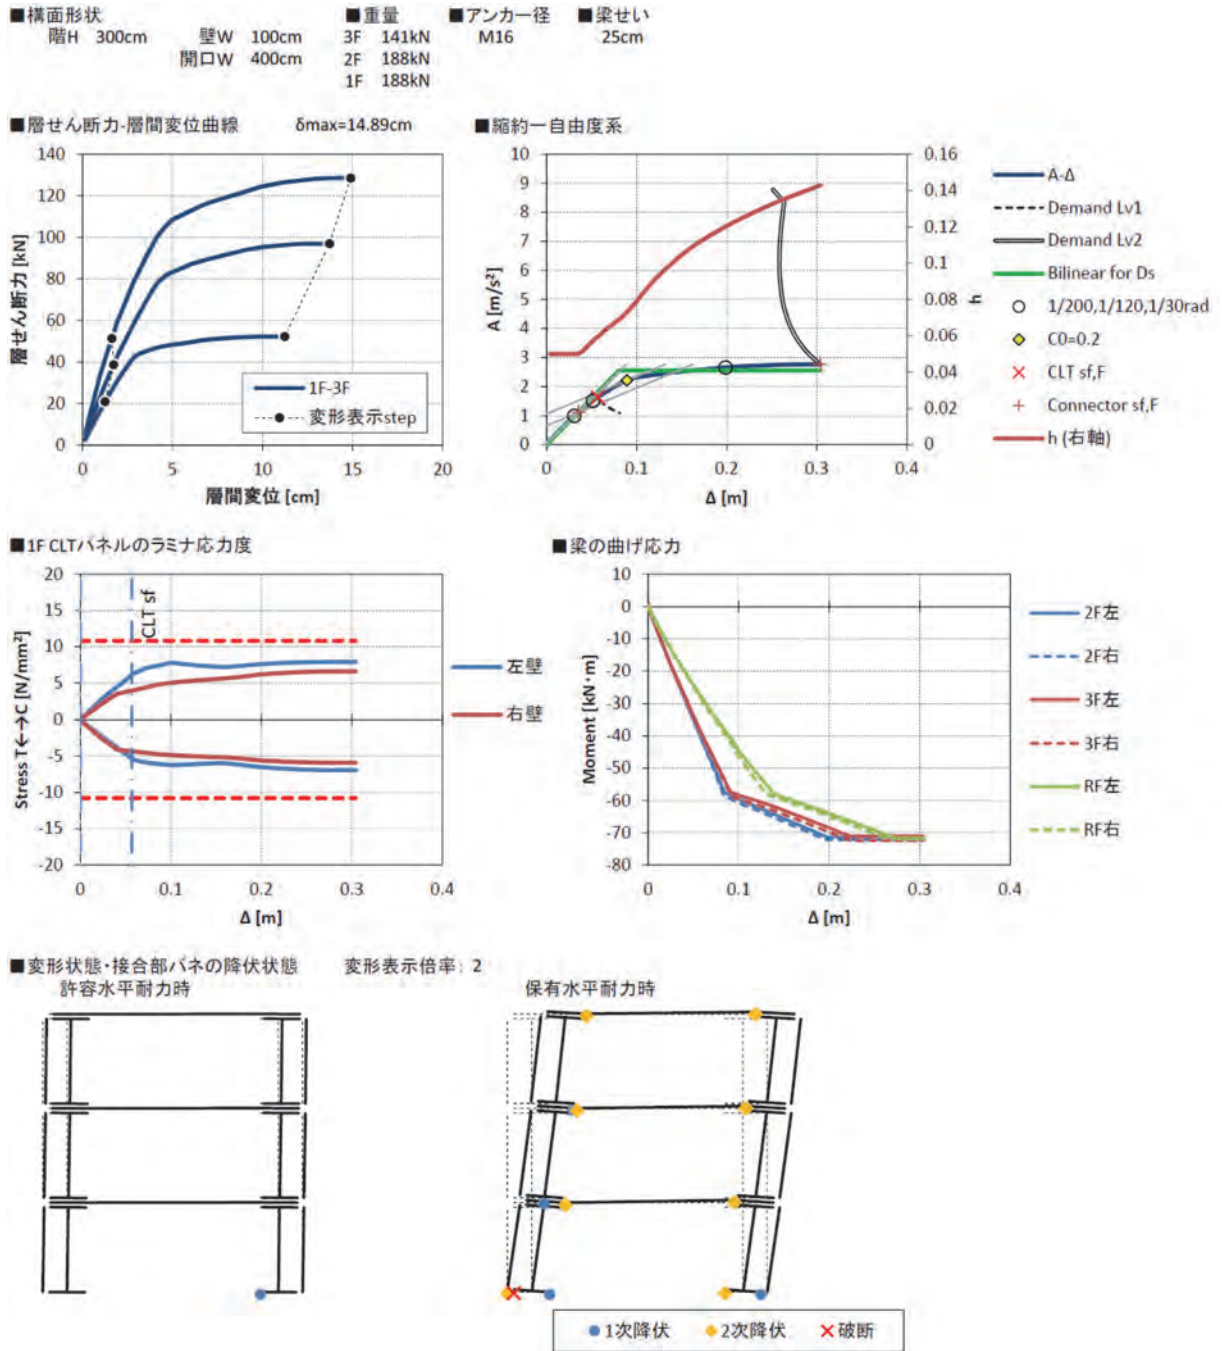 ■構面形状 ■重量 ■アンカー径 ■梁せい
階H 300cm 壁W 100cm 3F 141kN M16 25cm
開口W 400cm 2F 188kN
1F 188kN
■層せん断力-層間変位曲線 δmax=14.89cm
140
120
100
80
60
40
20
0
層せん断力 [kN]
0 5 10 15 20
層間変位 [cm]
1F-3F
変形表示step
■縮約一自由度系
10
9
8
7
6
5
4
3
2
1
0
A [m/s²]
0.16
0.14
0.12
0.1
0.08
0.06
0.04
0.02
0
h
0 0.1 0.2 0.3 0.4
Δ [m]
A-Δ
Demand Lv1
Demand Lv2
Bilinear for Ds
1/200,1/120,1/30rad
C0=0.2
CLT sf,F
Connector sf,F
h (右軸)
■1F CLTパネルのラミナ応力度
20
15
10
5
0
-5
-10
-15
-20
Stress T←→C [N/mm²]
CLT sf
0 0.1 0.2 0.3 0.4
Δ [m]
左壁
右壁
■梁の曲げ応力
10
0
-10
-20
-30
-40
-50
-60
-70
-80
Moment [kN・m]
0 0.1 0.2 0.3 0.4
Δ [m]
2F左
2F右
3F左
3F右
RF左
RF右
■変形状態・接合部バネの降伏状態 変形表示倍率: 2
許容水平耐力時 保有水平耐力時
1次降伏 2次降伏 破断